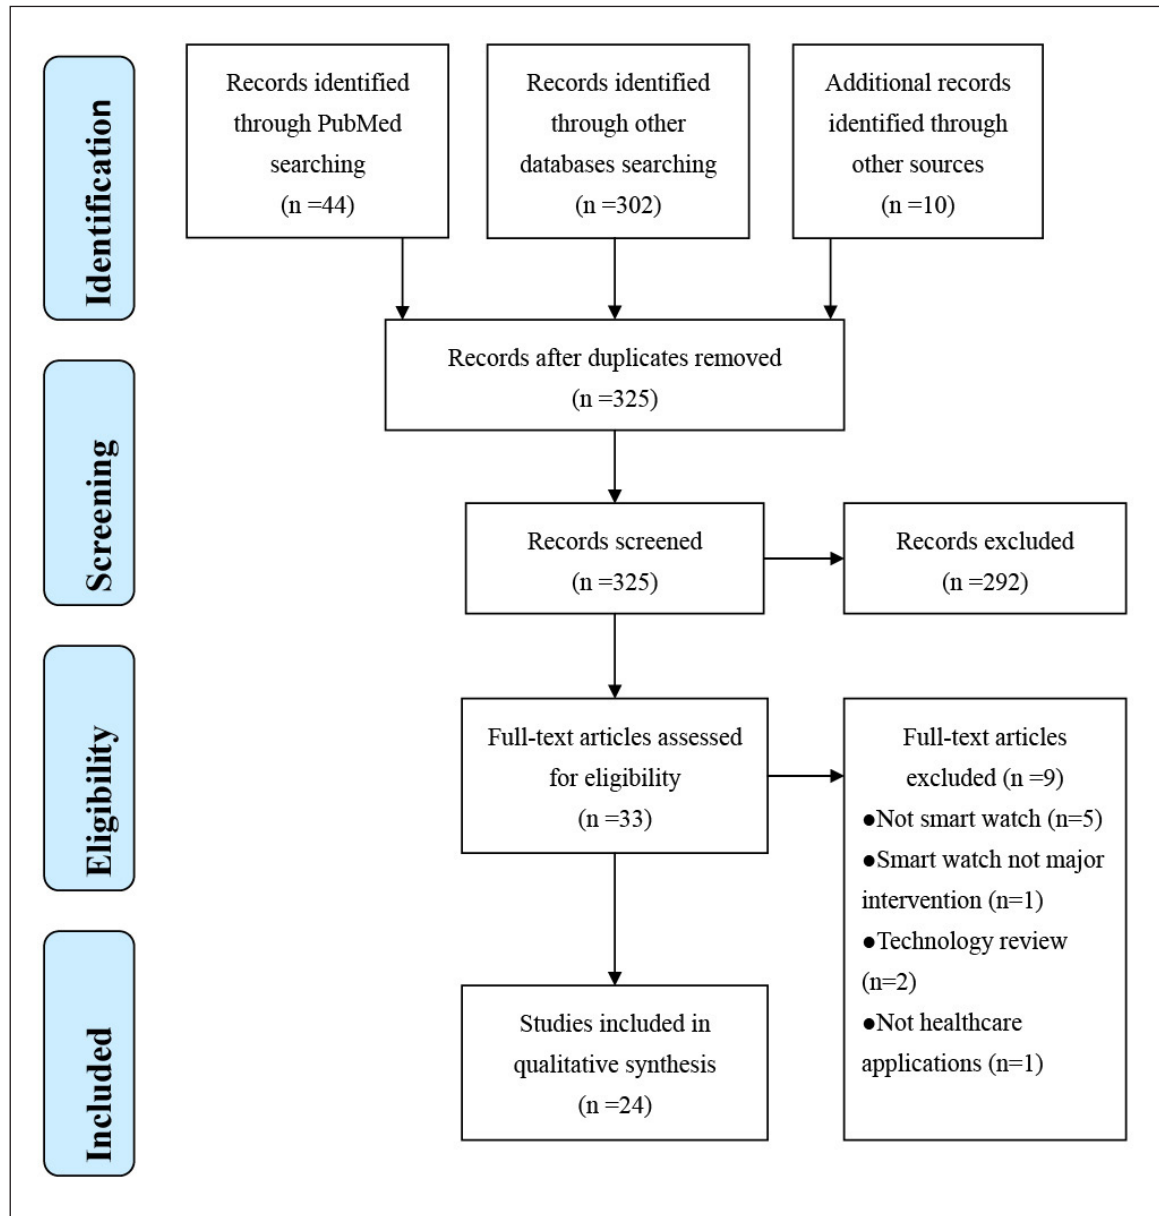 Identification
Records identified
through PubMed
searching
(n =44)
Records identified
through other
databases searching
(n =302)
Additional records
identified through
other sources
(n =10)
Records after duplicates removed
(n =325)
Screening
Records screened
(n =325)
Records excluded
(n =292)
Eligibility
Full-text articles assessed
for eligibility
(n =33)
Full-text articles
excluded (n =9)
●Not smart watch (n=5)
●Smart watch not major
intervention (n=1)
●Technology review
(n=2)
●Not healthcare
applications (n=1)
Included
Studies included in
qualitative synthesis
(n =24)